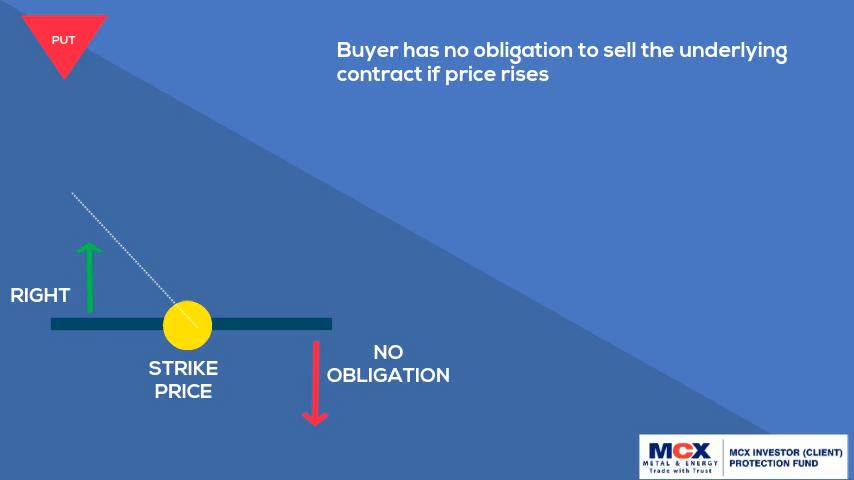 PUT
Buyer has no obligation to sell the underlying
contract if price rises
RIGHT
STRIKE
PRICE
NO
OBLIGATION
MCX
METAL & ENERGY
Trade with Trust
MCX INVESTOR (CLIENT)
PROTECTION FUND